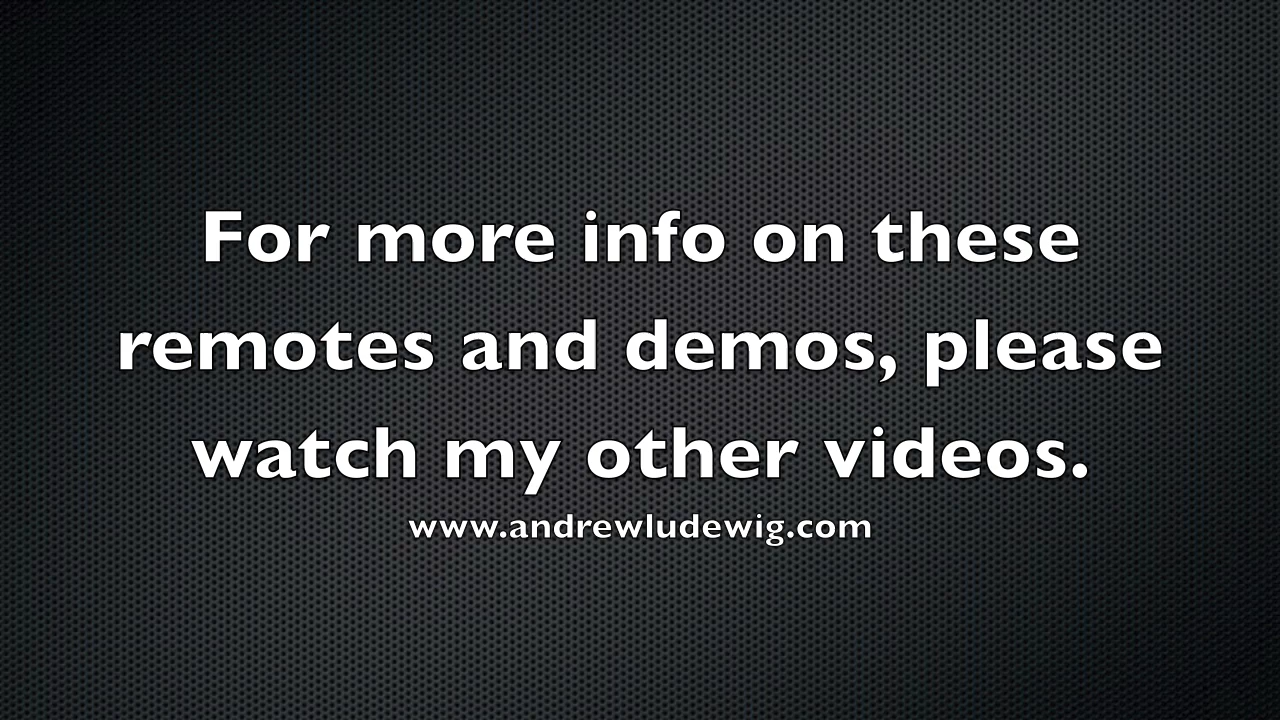 For more info on these
remotes and demos, please
watch my other videos.
www.andrewludewig.com